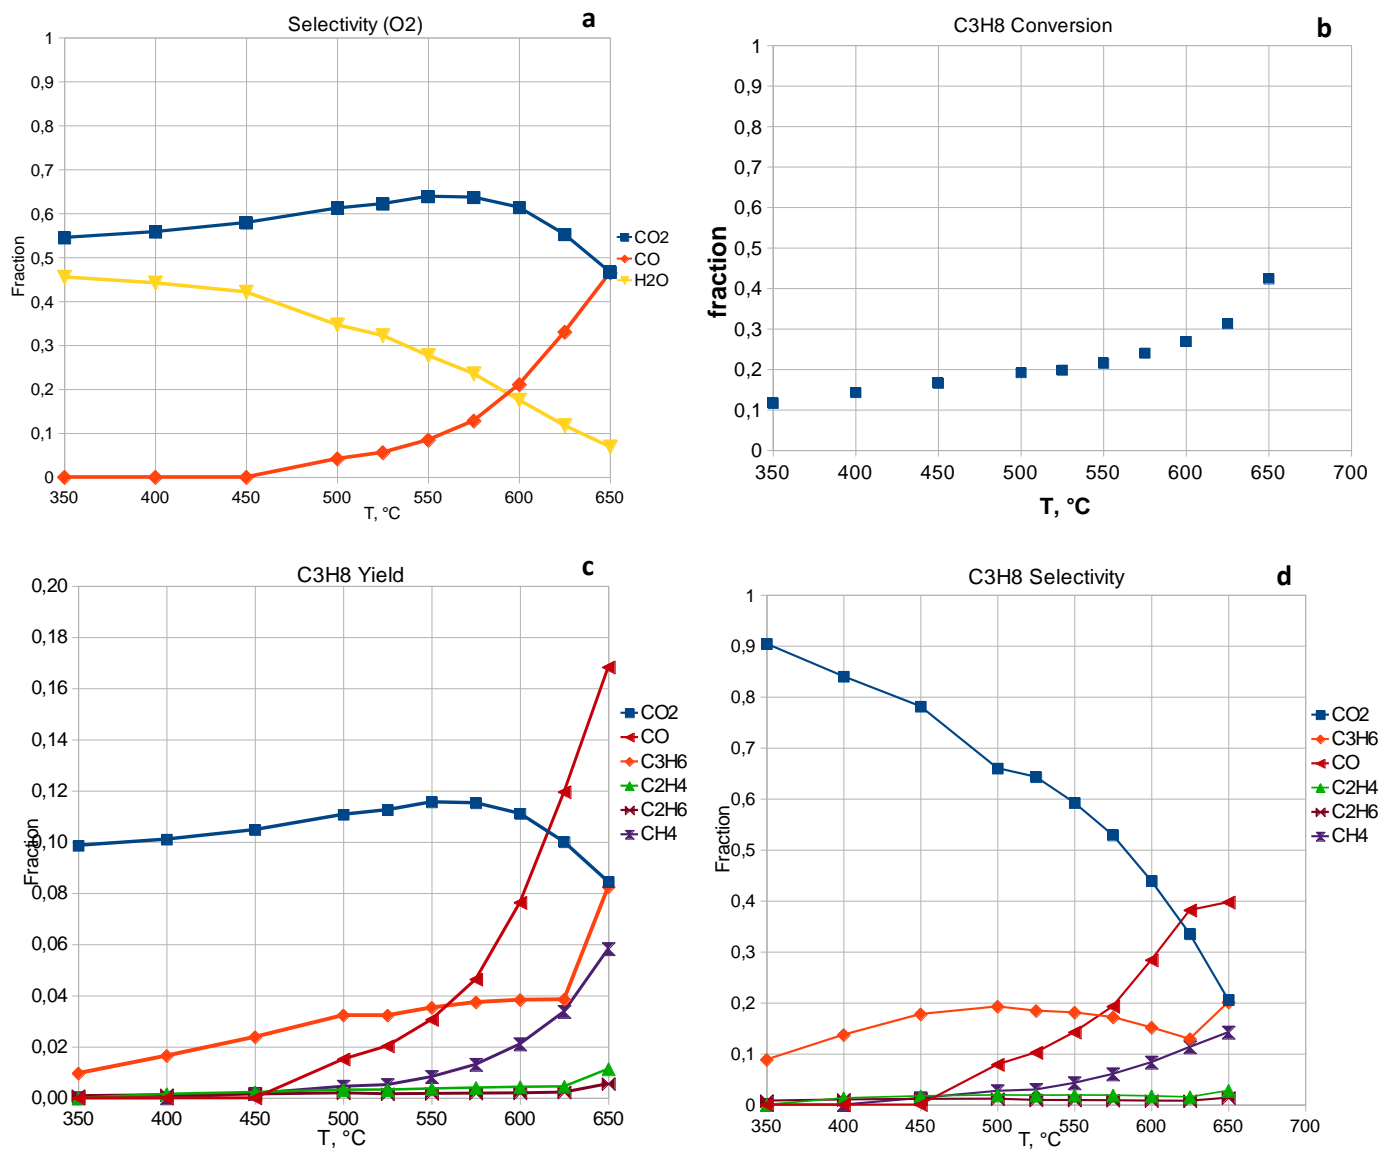 Selectivity (O2)
a
1
0,9
0,8
0,7
0,6
0,5
0,4
0,3
0,2
0,1
0
Fraction
350 400 450 500 550 600 650
T, °C
CO2
CO
H2O
C3H8 Conversion
b
1
0,9
0,8
0,7
0,6
0,5
0,4
0,3
0,2
0,1
0
fraction
350 400 450 500 550 600 650 700
T, °C
C3H8 Yield
c
0,20
0,18
0,16
0,14
0,12
0,10
0,08
0,06
0,04
0,02
0,00
Fraction
350 400 450 500 550 600 650
T, °C
CO2
CO
C3H6
C2H4
C2H6
CH4
C3H8 Selectivity
d
1
0,9
0,8
0,7
0,6
0,5
0,4
0,3
0,2
0,1
0
Fraction
350 400 450 500 550 600 650 700
T, °C
CO2
C3H6
CO
C2H4
C2H6
CH4